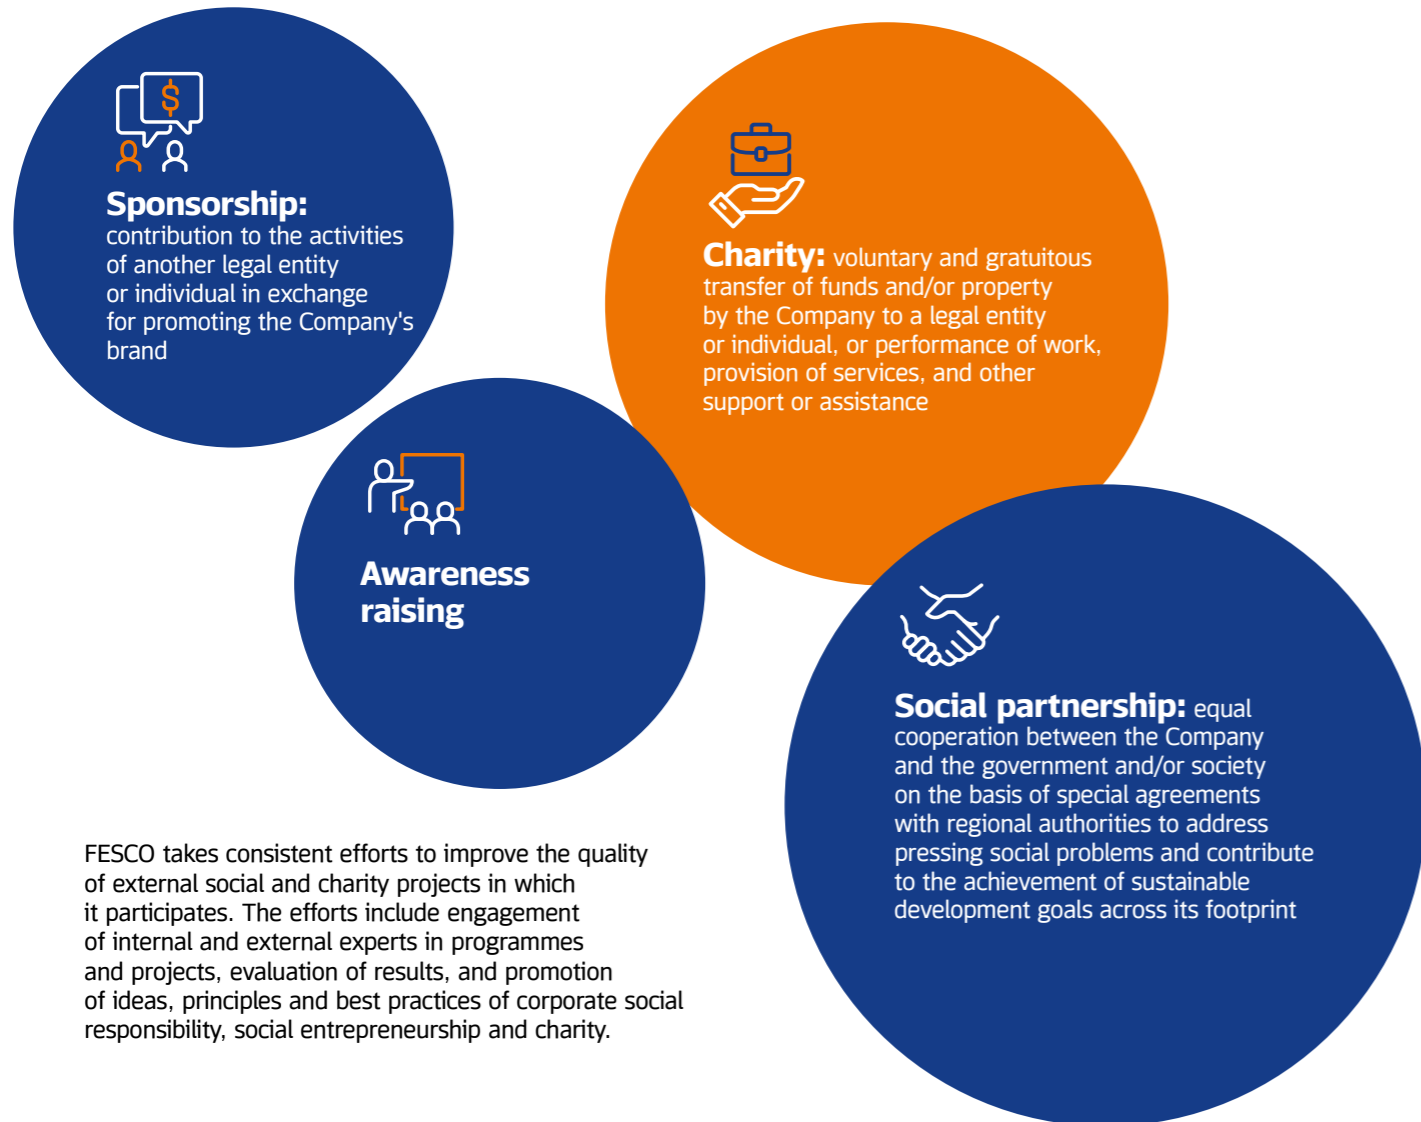 $
Sponsorship:
contribution to the activities
of another legal entity
or individual in exchange
for promoting the Company's
brand
Charity: voluntary and gratuitous
transfer of funds and/or property
by the Company to a legal entity
or individual, or performance of work,
provision of services, and other
support or assistance
Awareness
raising
Social partnership: equal
cooperation between the Company
and the government and/or society
on the basis of special agreements
with regional authorities to address
pressing social problems and contribute
to the achievement of sustainable
development goals across its footprint
FESCO takes consistent efforts to improve the quality
of external social and charity projects in which
it participates. The efforts include engagement
of internal and external experts in programmes
and projects, evaluation of results, and promotion
of ideas, principles and best practices of corporate social
responsibility, social entrepreneurship and charity.